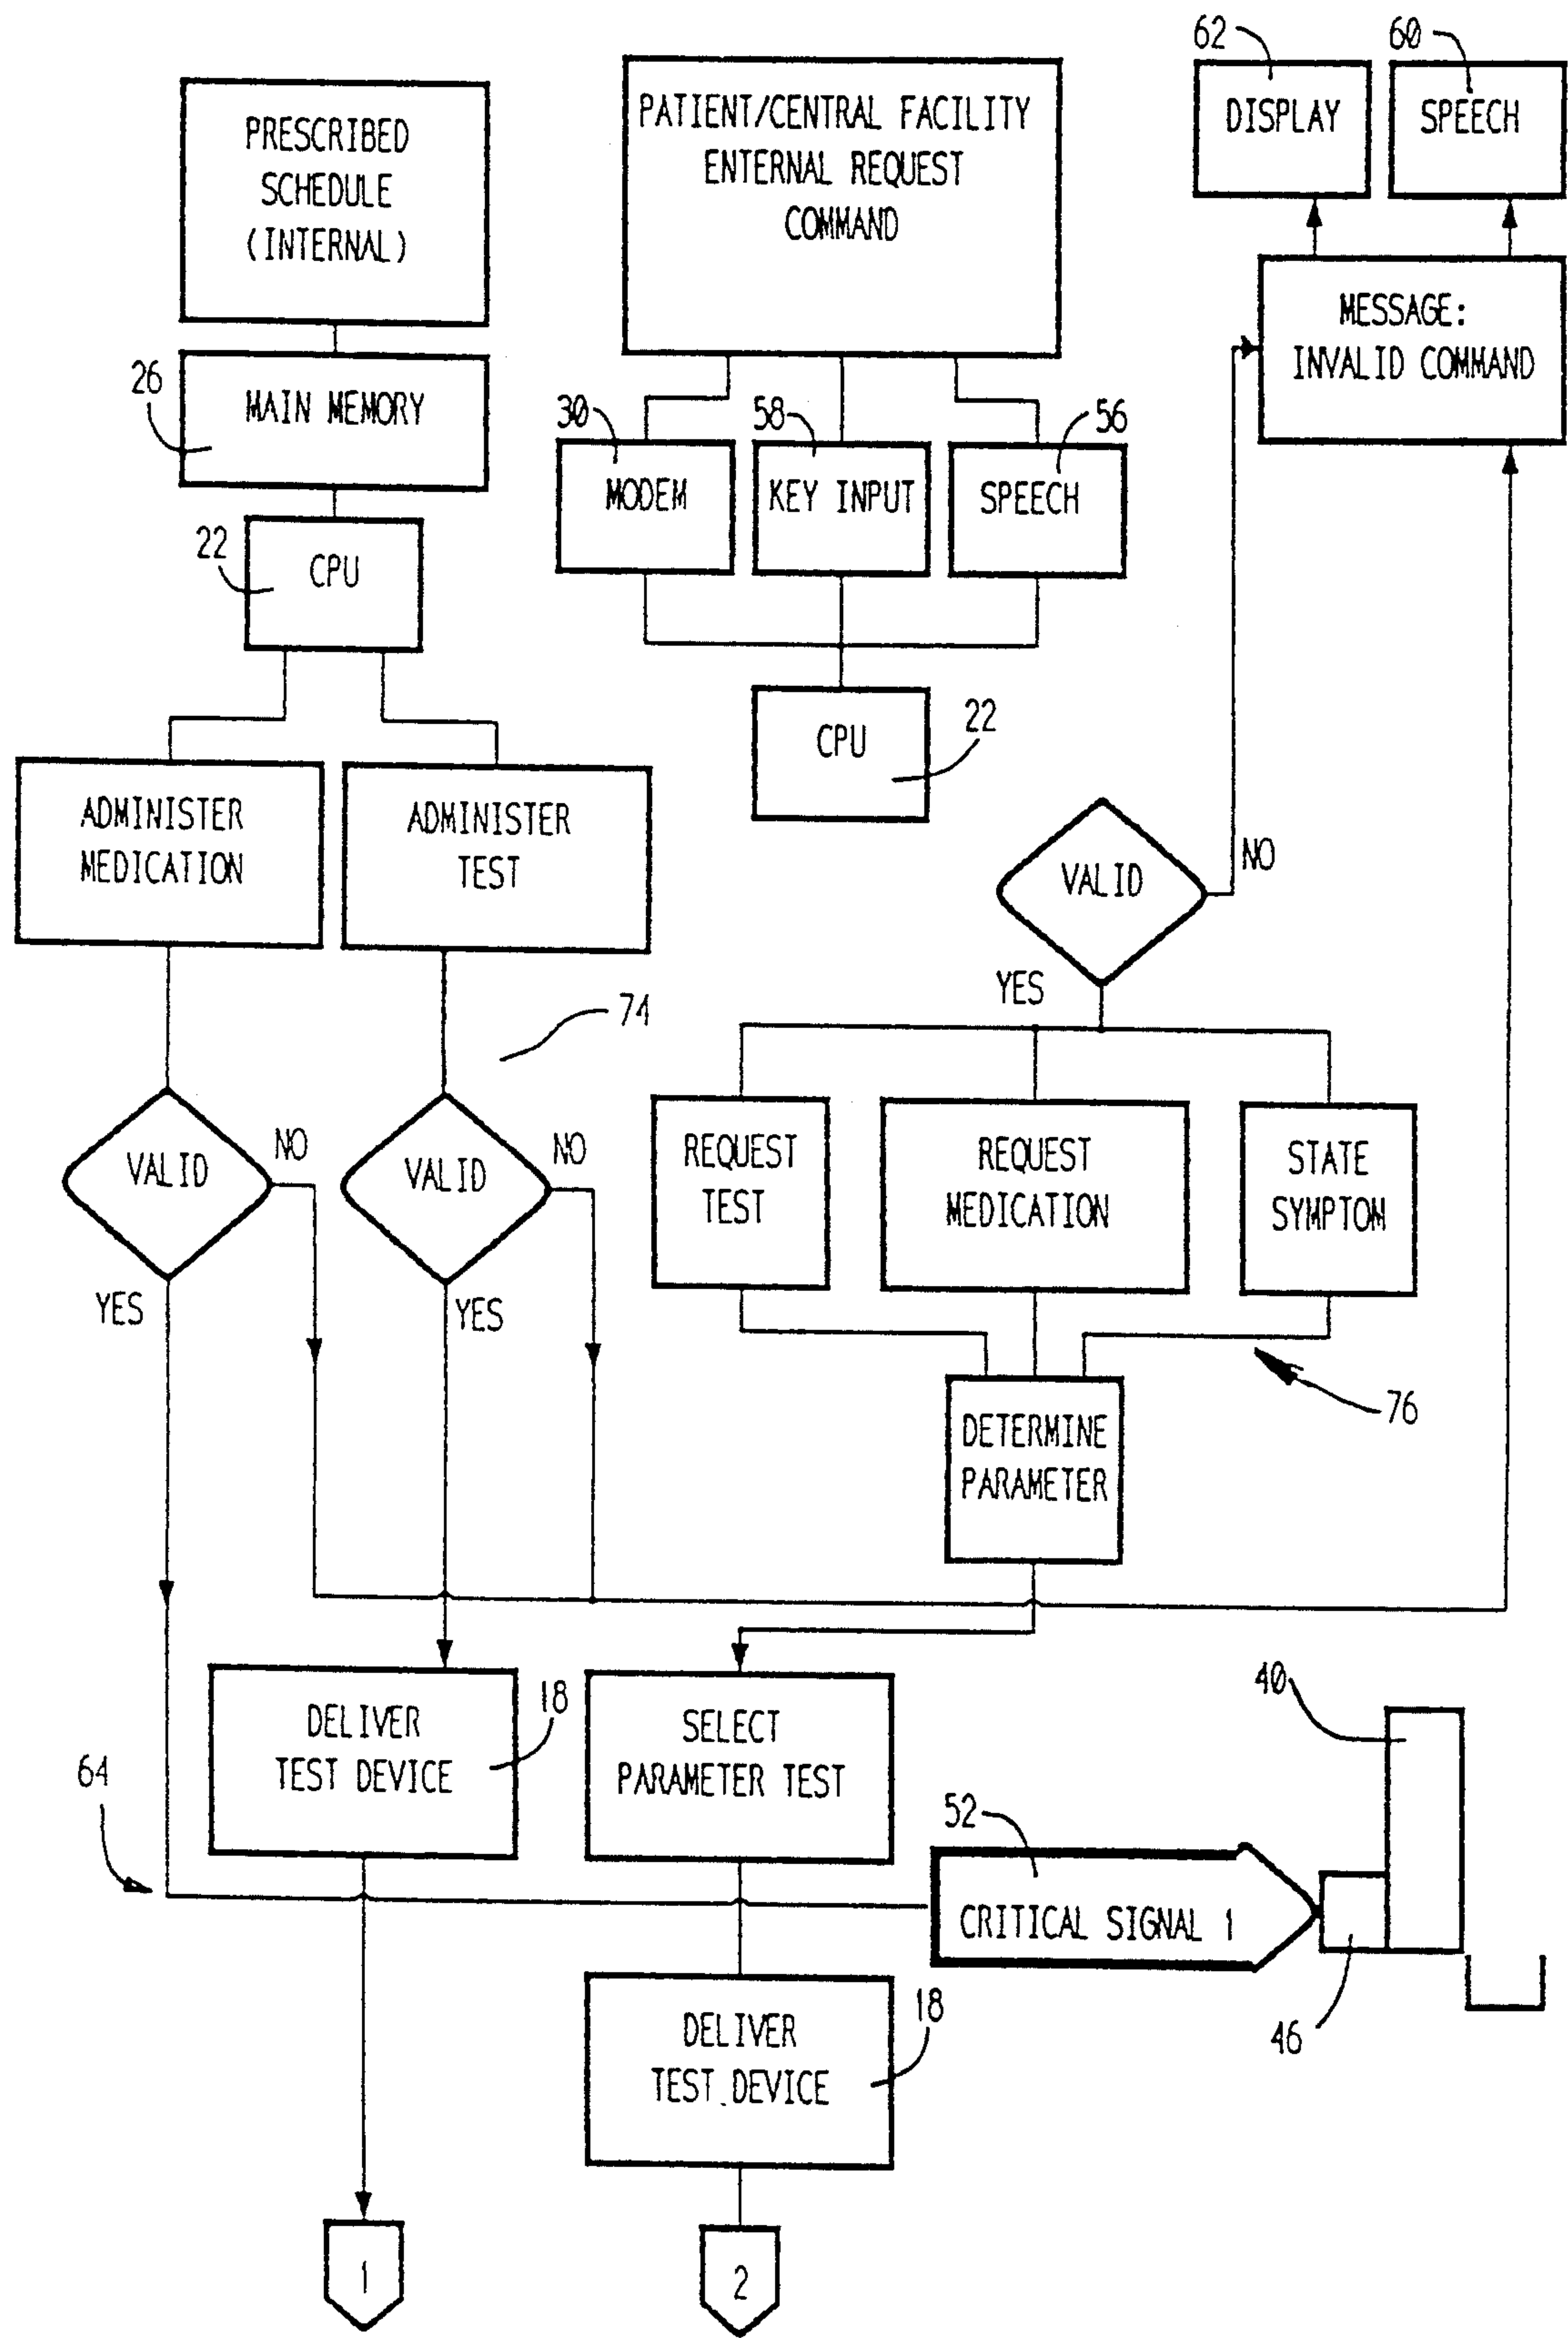 62
60
PRESCRIBED
SCHEDULE
(INTERNAL)
PATIENT/CENTRAL FACILITY
ENTERNAL REQUEST
COMMAND
DISPLAY
SPEECH
MESSAGE:
INVALID COMMAND
26
MAIN MEMORY
30
58
56
MODEM
KEY INPUT
SPEECH
22
CPU
CPU
22
ADMINISTER
MEDICATION
ADMINISTER
TEST
VALID
NO
YES
74
VALID
NO
YES
VALID
NO
YES
REQUEST
TEST
REQUEST
MEDICATION
STATE
SYMPTOM
76
DETERMINE
PARAMETER
DELIVER
TEST DEVICE
18
SELECT
PARAMETER TEST
40
64
52
CRITICAL SIGNAL 1
46
DELIVER
TEST DEVICE
18
1
2